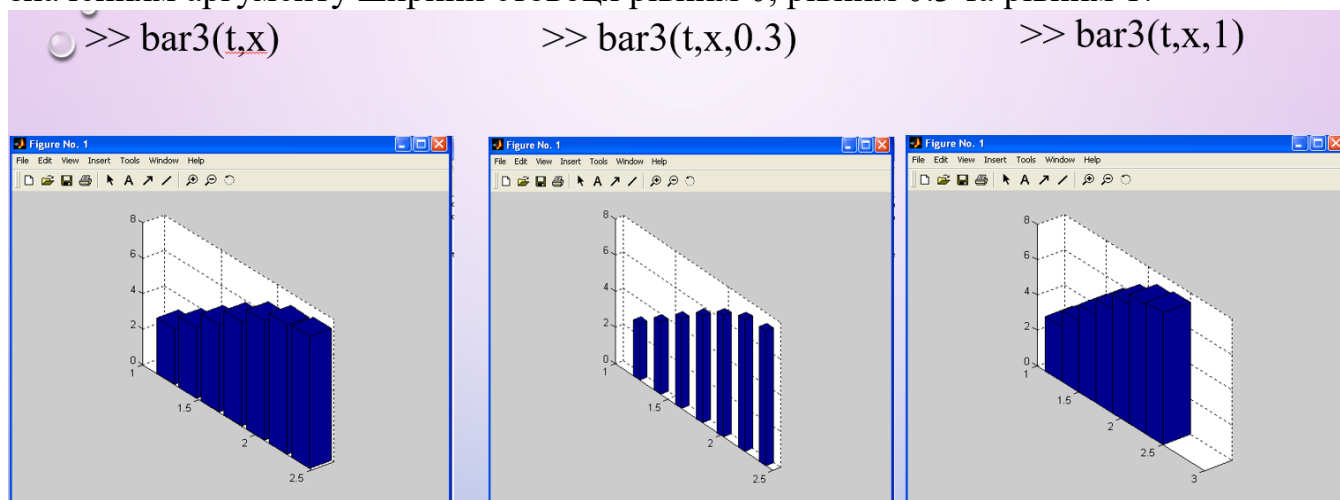 значенням аргументу ширини стовбця рівним 0, рівним 0.3 та рівним 1:
>> bar3(t,x)
>> bar3(t,x,0.3)
>> bar3(t,x,1)
Figure No. 1
File Edit View Insert Tools Window Help
8
6
4
2
0
1
1.5
2
2.5
Figure No. 1
File Edit View Insert Tools Window Help
8
6
4
2
0
1
1.5
2
2.5
Figure No. 1
File Edit View Insert Tools Window Help
8
6
4
2
0
1
1.5
2
2.5
3